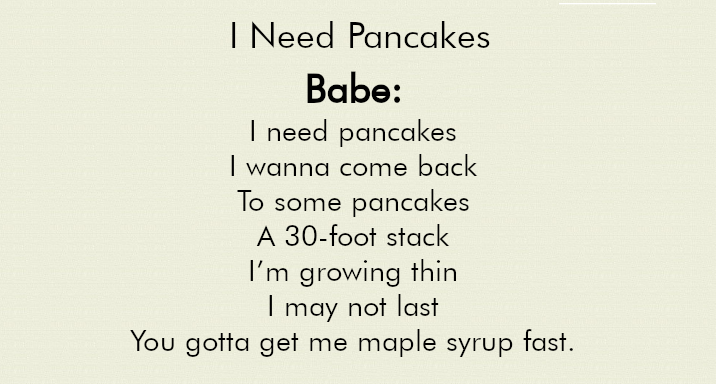 I Need Pancakes
Babe:
I need pancakes
I wanna come back
To some pancakes
A 30-foot stack
I’m growing thin
I may not last
You gotta get me maple syrup fast.